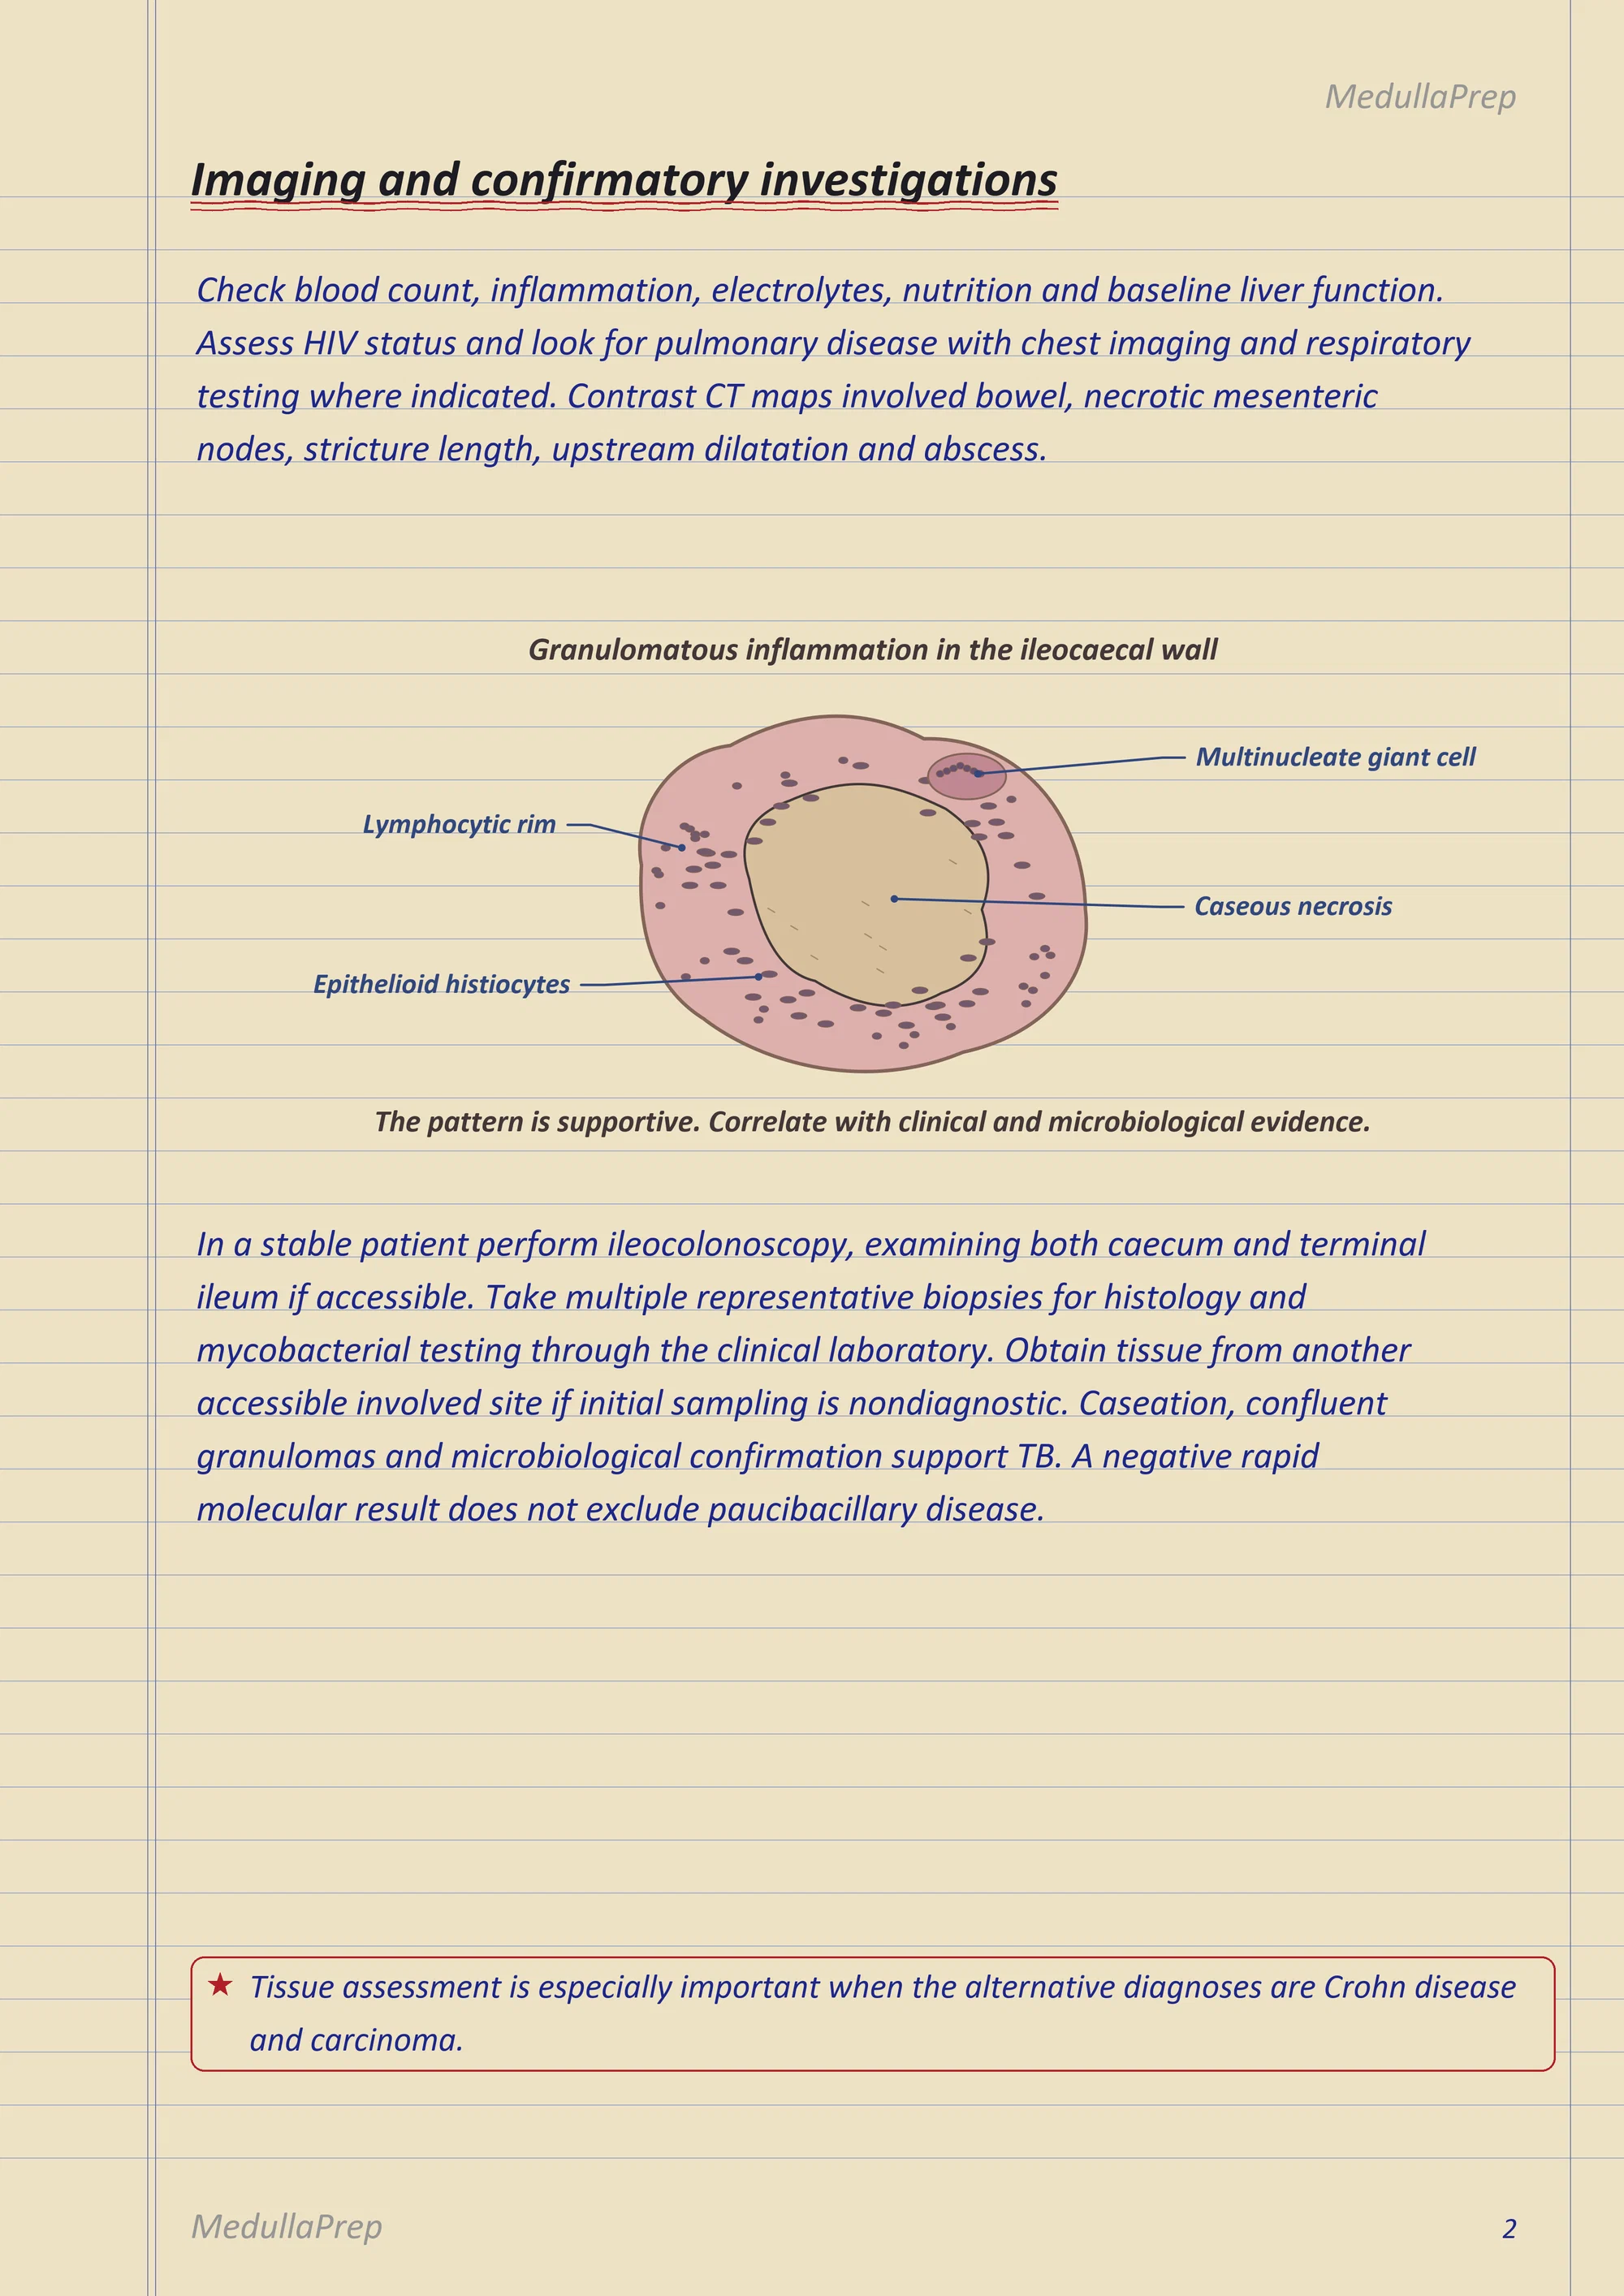 MedullaPrep
Imaging and confirmatory investigations
Check blood count, inflammation, electrolytes, nutrition and baseline liver function.
Assess HIV status and look for pulmonary disease with chest imaging and respiratory
testing where indicated. Contrast CT maps involved bowel, necrotic mesenteric
nodes, stricture length, upstream dilatation and abscess.
Granulomatous inflammation in the ileocaecal wall
Multinucleate giant cell
Lymphocytic rim
Caseous necrosis
Epithelioid histiocytes
The pattern is supportive. Correlate with clinical and microbiological evidence.
In a stable patient perform ileocolonoscopy, examining both caecum and terminal
ileum if accessible. Take multiple representative biopsies for histology and
mycobacterial testing through the clinical laboratory. Obtain tissue from another
accessible involved site if initial sampling is nondiagnostic. Caseation, confluent
granulomas and microbiological confirmation support TB. A negative rapid
molecular result does not exclude paucibacillary disease.
★ Tissue assessment is especially important when the alternative diagnoses are Crohn disease
and carcinoma.
MedullaPrep
2